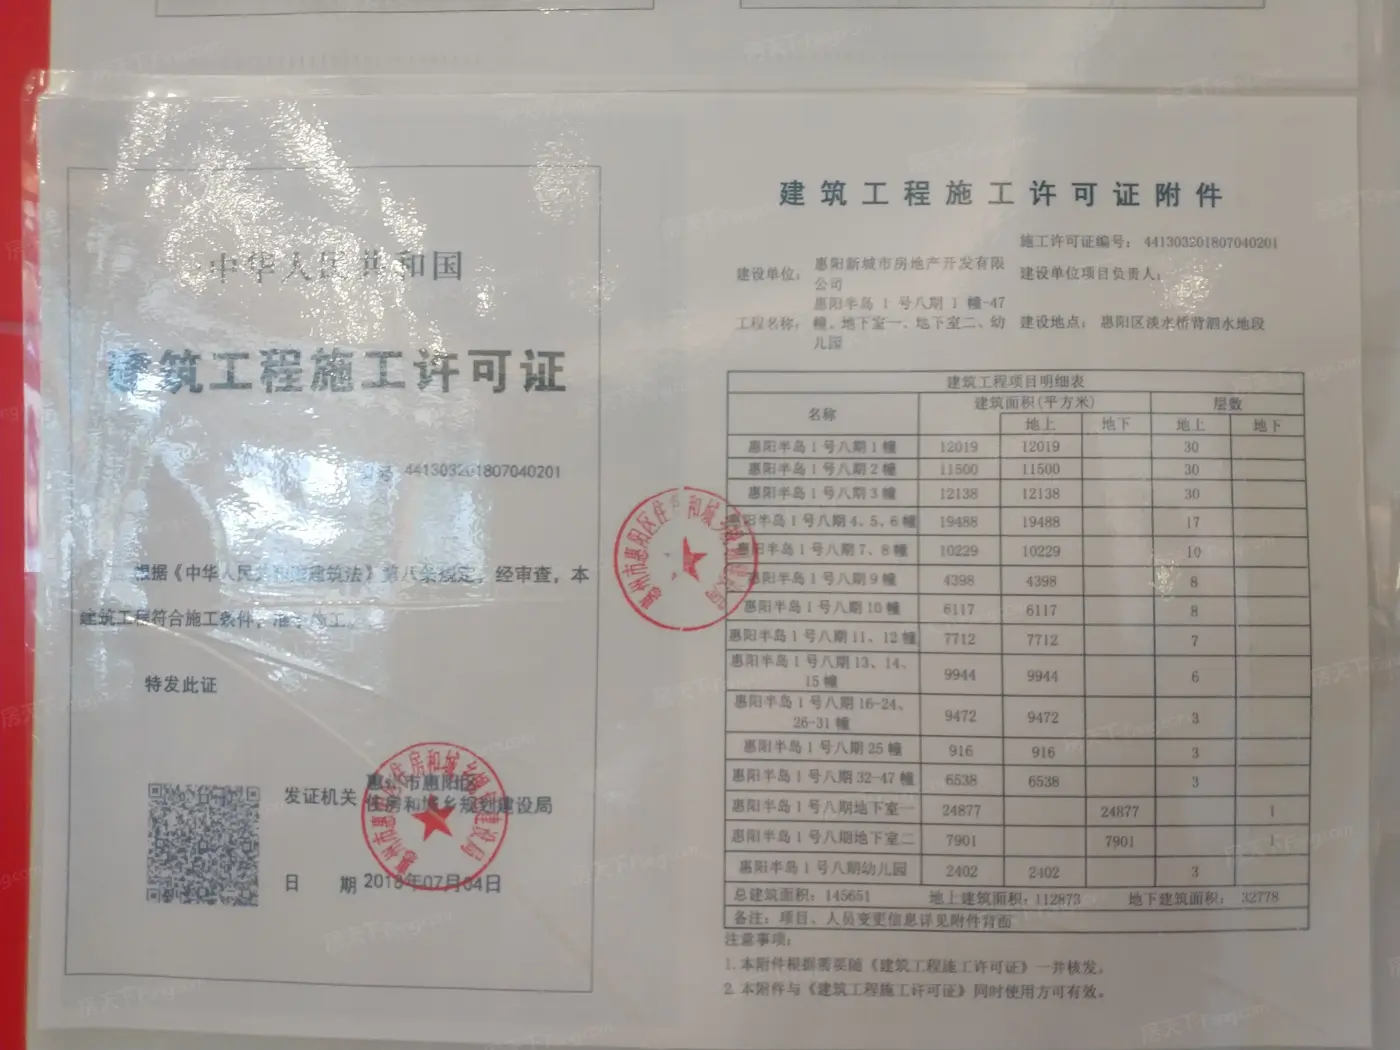 中华人民共和国
建筑工程施工许可证
编号 441303201807040201
根据《中华人民共和国建筑法》第八条规定，经审查，本
建筑工程符合施工条件，准予施工。
特发此证
发证机关
惠州市惠阳区
住房和城乡规划建设局
日 期 2018年07月04日
建筑工程施工许可证附件
施工许可证编号： 441303201807040201
建设单位： 惠阳新城市房地产开发有限
公司
建设单位项目负责人：
工程名称： 惠阳半岛 1 号八期 1 幢-47
幢、地下室一、地下室二、幼
儿园
建设地点： 惠阳区淡水桥背泗水地段
建筑工程项目明细表
名称 建筑面积(平方米) 层数
地上 地下 地上 地下
惠阳半岛 1 号八期 1 幢 12019 12019 30
惠阳半岛 1 号八期 2 幢 11500 11500 30
惠阳半岛 1 号八期 3 幢 12138 12138 30
惠阳半岛 1 号八期 4、5、6 幢 19488 19488 17
惠阳半岛 1 号八期 7、8 幢 10229 10229 10
惠阳半岛 1 号八期 9 幢 4398 4398 8
惠阳半岛 1 号八期 10 幢 6117 6117 8
惠阳半岛 1 号八期 11、12 幢 7712 7712 7
惠阳半岛 1 号八期 13、14、
15 幢 9944 9944 6
惠阳半岛 1 号八期 16-24、
26-31 幢 9472 9472 3
惠阳半岛 1 号八期 25 幢 916 916 3
惠阳半岛 1 号八期 32-47 幢 6538 6538 3
惠阳半岛 1 号八期地下室一 24877 24877 1
惠阳半岛 1 号八期地下室二 7901 7901 1
惠阳半岛 1 号八期幼儿园 2402 2402 3
总建筑面积： 145651 地上建筑面积： 112873 地下建筑面积： 32778
备注：项目、人员变更信息详见附件背面
注意事项：
1. 本附件根据需要随《建筑工程施工许可证》一并核发。
2. 本附件与《建筑工程施工许可证》同时使用方可有效。